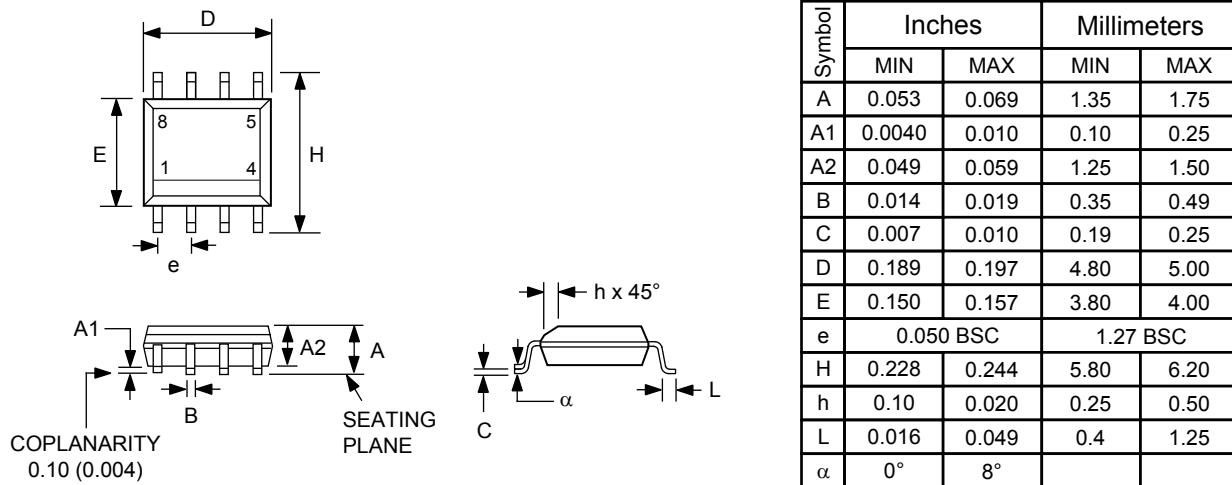 D
E
H
8 5
1 4
e
A1
A2
A
B
COPLANARITY
0.10 (0.004)
SEATING
PLANE
h x 45°
C
α
L
Symbol Inches Millimeters
MIN MAX MIN MAX
A 0.053 0.069 1.35 1.75
A1 0.0040 0.010 0.10 0.25
A2 0.049 0.059 1.25 1.50
B 0.014 0.019 0.35 0.49
C 0.007 0.010 0.19 0.25
D 0.189 0.197 4.80 5.00
E 0.150 0.157 3.80 4.00
e 0.050 BSC 1.27 BSC
H 0.228 0.244 5.80 6.20
h 0.10 0.020 0.25 0.50
L 0.016 0.049 0.4 1.25
α 0° 8°